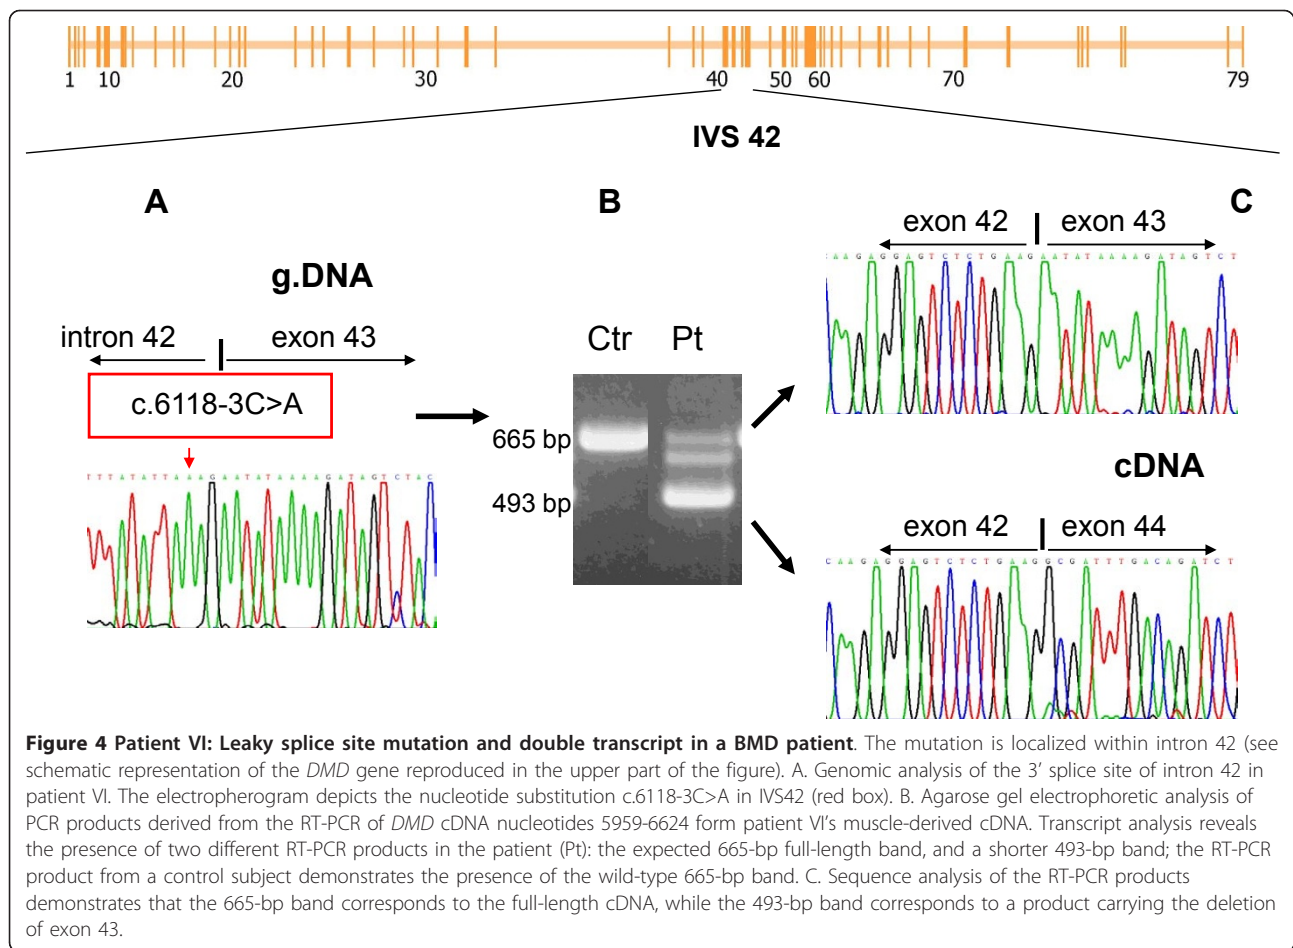 1 10 20 30 40 50 60 70 79
IVS 42
A B C
g.DNA
intron 42 exon 43
c.6118-3C>A
TTTATATTAAAGAATATAAAAGATAGTCTAC
Ctr Pt
665 bp
493 bp
exon 42 exon 43
CAAGAGGAGTCTCTGAAGAATATAAAAGATAGTCT
cDNA
exon 42 exon 44
CAAGAGGAGTCTCTGAAGGCGATTTGACAGATCT
Figure 4 Patient VI: Leaky splice site mutation and double transcript in a BMD patient. The mutation is localized within intron 42 (see
schematic representation of the DMD gene reproduced in the upper part of the figure). A. Genomic analysis of the 3' splice site of intron 42 in
patient VI. The electropherogram depicts the nucleotide substitution c.6118-3C>A in IVS42 (red box). B. Agarose gel electrophoretic analysis of
PCR products derived from the RT-PCR of DMD cDNA nucleotides 5959-6624 form patient VI's muscle-derived cDNA. Transcript analysis reveals
the presence of two different RT-PCR products in the patient (Pt): the expected 665-bp full-length band, and a shorter 493-bp band; the RT-PCR
product from a control subject demonstrates the presence of the wild-type 665-bp band. C. Sequence analysis of the RT-PCR products
demonstrates that the 665-bp band corresponds to the full-length cDNA, while the 493-bp band corresponds to a product carrying the deletion
of exon 43.